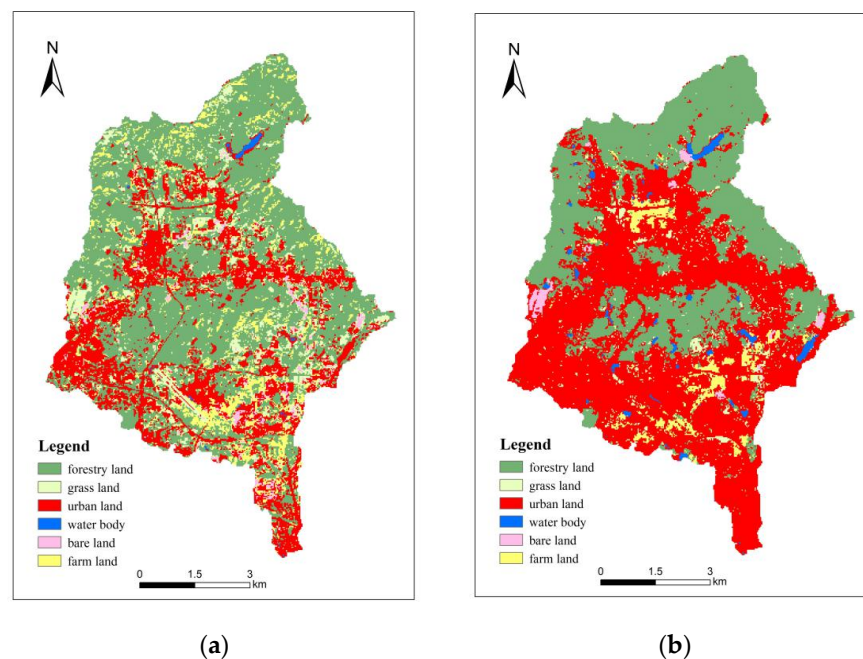 N
Legend
forestry land
grass land
urban land
water body
bare land
farm land
0 1.5 3
km
(a)
N
Legend
forestry land
grass land
urban land
water body
bare land
farm land
0 1.5 3
km
(b)